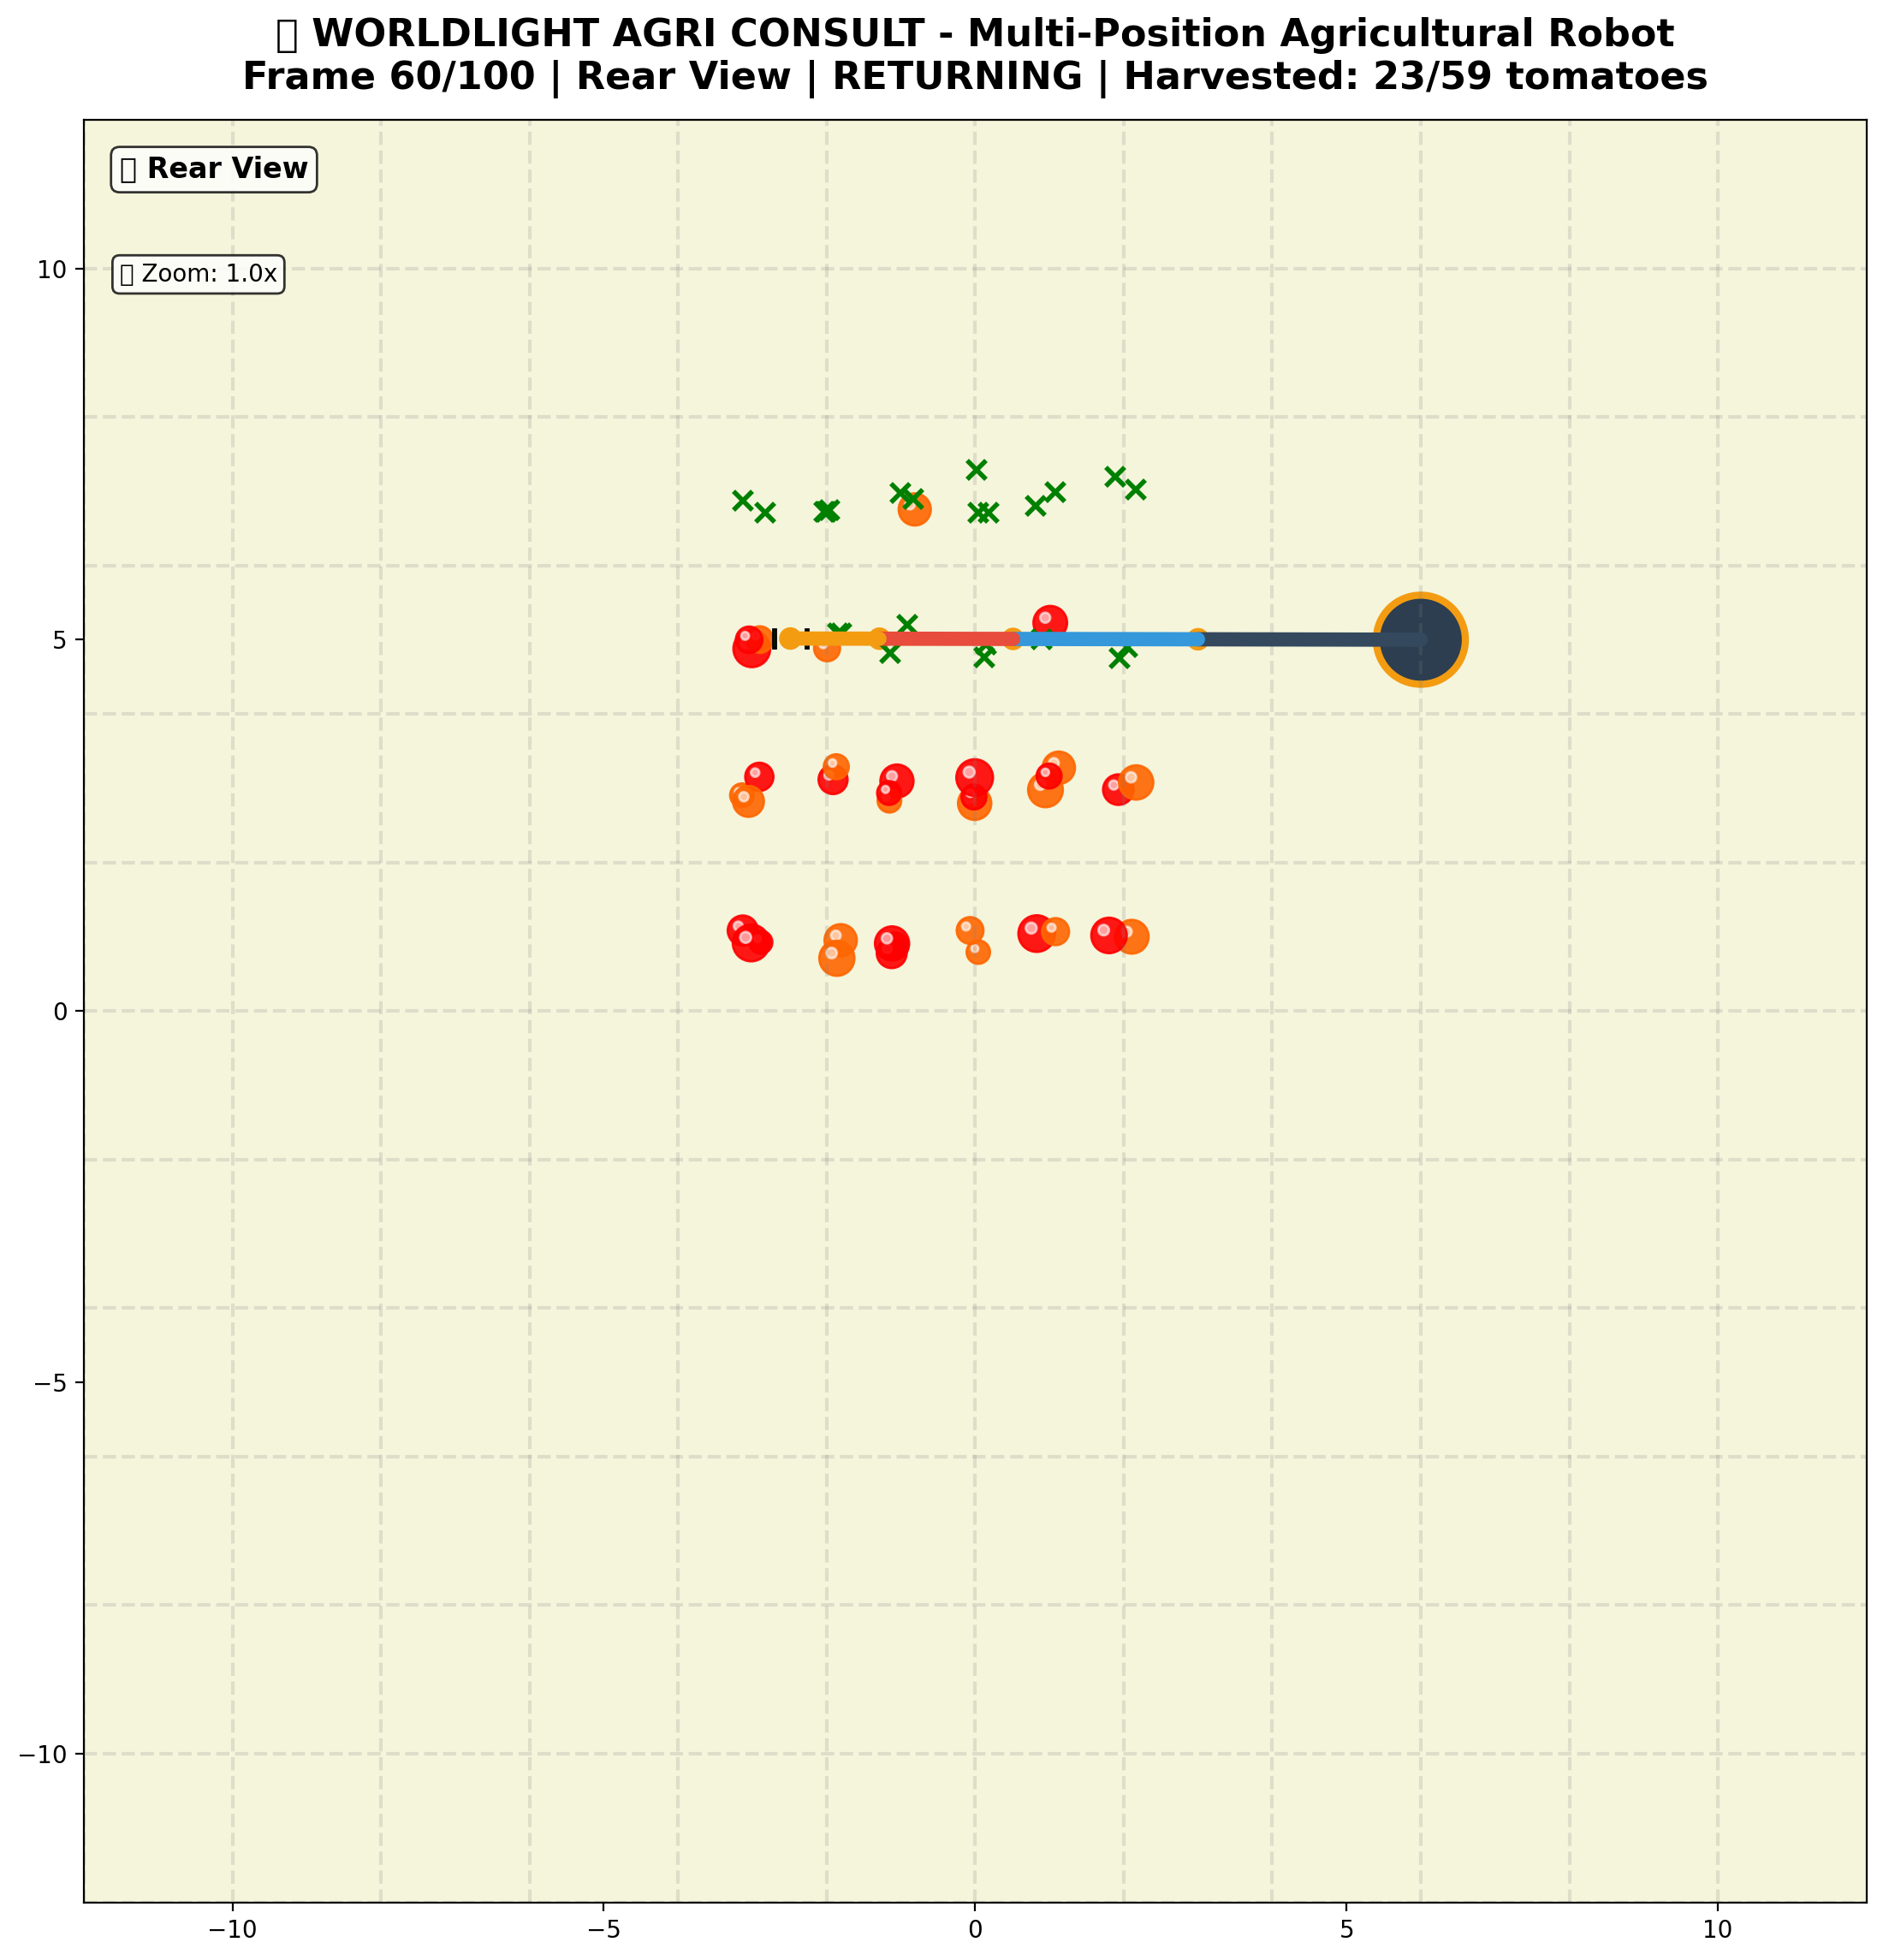 ▯ WORLDLIGHT AGRI CONSULT - Multi-Position Agricultural Robot
Frame 60/100 | Rear View | RETURNING | Harvested: 23/59 tomatoes
▯ Rear View
▯ Zoom: 1.0x
10
5
0
−5
−10
−10
−5
0
5
10